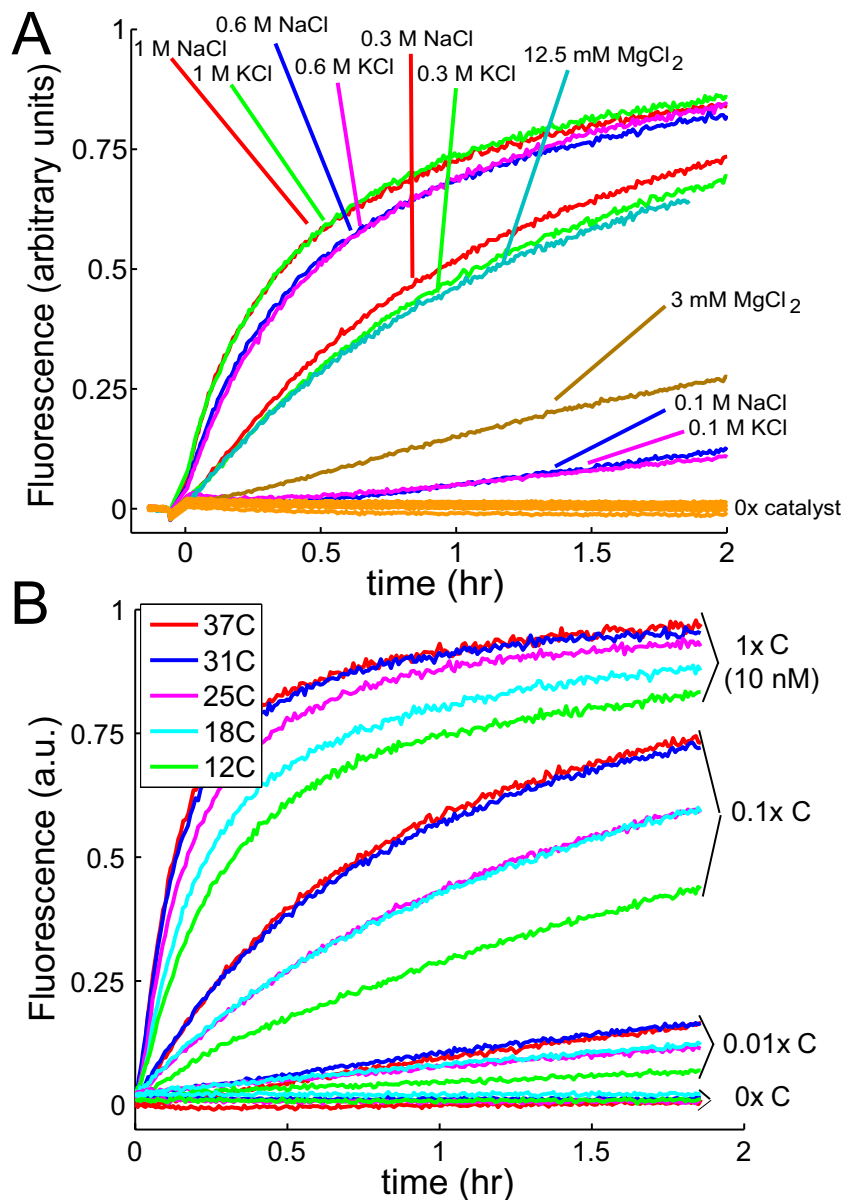 A
1
0.6 M NaCl
1 M NaCl
0.3 M NaCl
12.5 mM MgCl2
1 M KCl
0.6 M KCl
0.3 M KCl
0.75
0.5
3 mM MgCl2
0.25
0.1 M NaCl
0.1 M KCl
0
0x catalyst
Fluorescence (arbitrary units)
0
0.5
1
1.5
2
time (hr)
B
1
37C
31C
25C
18C
12C
1x C
(10 nM)
0.75
0.1x C
0.5
0.25
0.01x C
0
0x C
Fluorescence (a.u.)
0
0.5
1
1.5
2
time (hr)